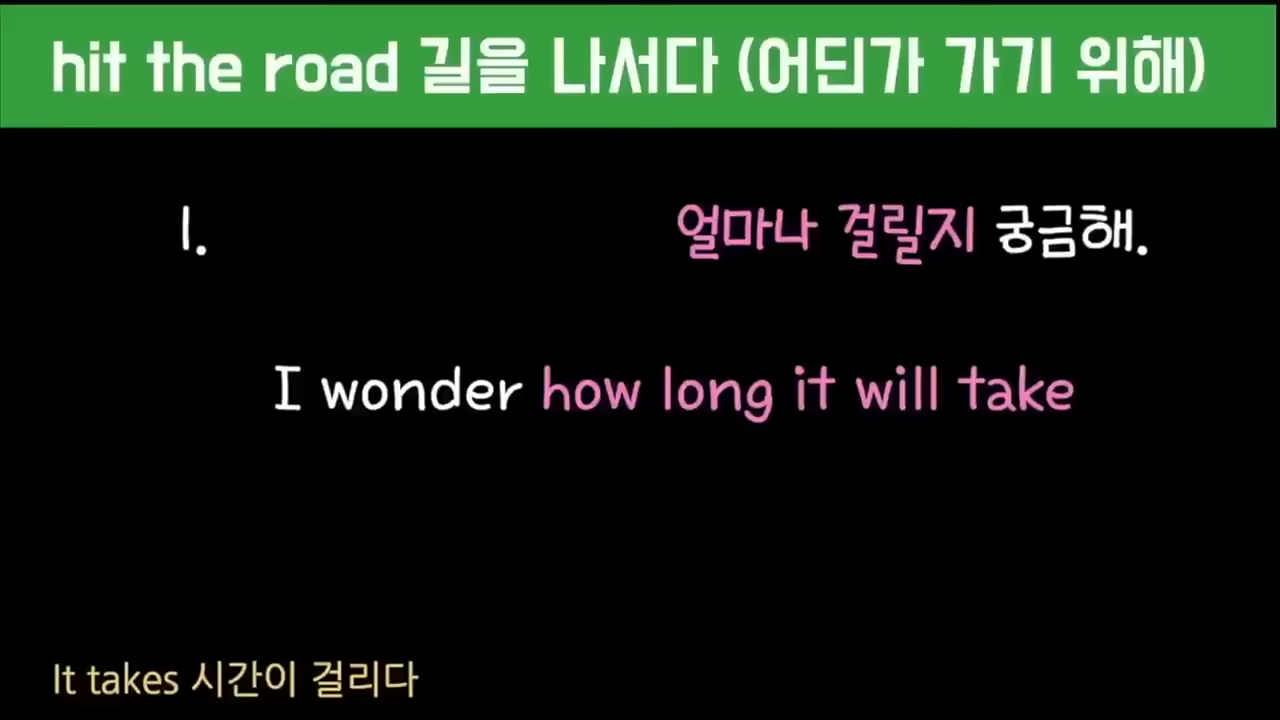 hit the road 길을 나서다 (어딘가 가기 위해)
1. 얼마나 걸릴지 궁금해.
I wonder how long it will take
It takes 시간이 걸리다